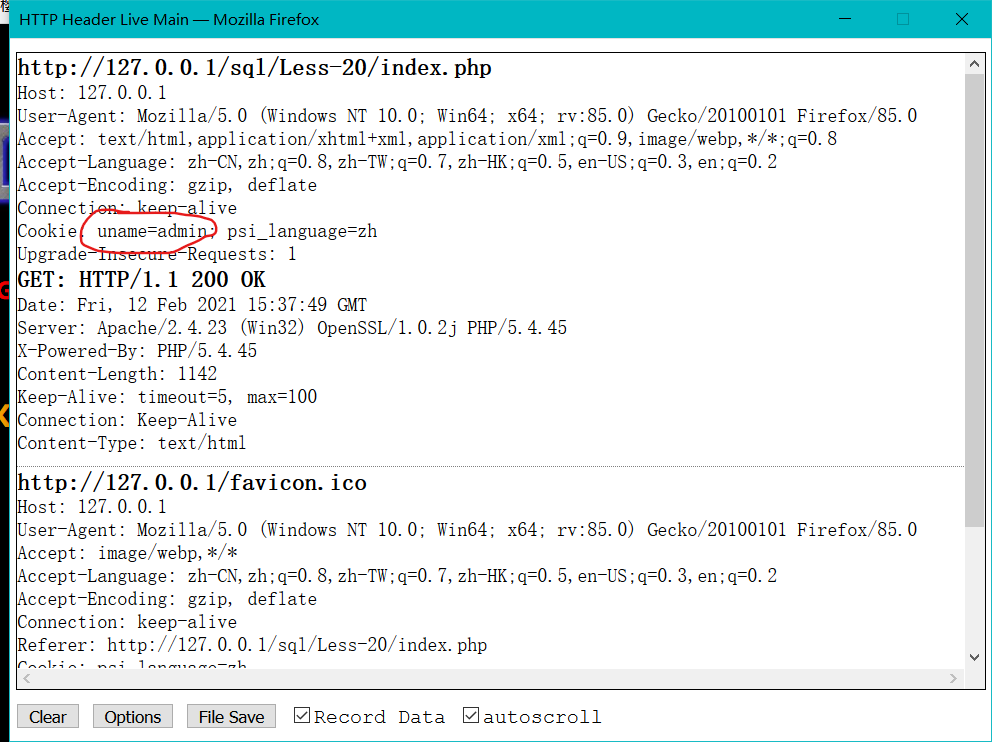 HTTP Header Live Main — Mozilla Firefox
http://127.0.0.1/sql/Less-20/index.php
Host: 127.0.0.1
User-Agent: Mozilla/5.0 (Windows NT 10.0; Win64; x64; rv:85.0) Gecko/20100101 Firefox/85.0
Accept: text/html,application/xhtml+xml,application/xml;q=0.9,image/webp,*/*;q=0.8
Accept-Language: zh-CN,zh;q=0.8,zh-TW;q=0.7,zh-HK;q=0.5,en-US;q=0.3,en;q=0.2
Accept-Encoding: gzip, deflate
Connection: keep-alive
Cookie: uname=admin; psi_language=zh
Upgrade-Insecure-Requests: 1
GET: HTTP/1.1 200 OK
Date: Fri, 12 Feb 2021 15:37:49 GMT
Server: Apache/2.4.23 (Win32) OpenSSL/1.0.2j PHP/5.4.45
X-Powered-By: PHP/5.4.45
Content-Length: 1142
Keep-Alive: timeout=5, max=100
Connection: Keep-Alive
Content-Type: text/html
http://127.0.0.1/favicon.ico
Host: 127.0.0.1
User-Agent: Mozilla/5.0 (Windows NT 10.0; Win64; x64; rv:85.0) Gecko/20100101 Firefox/85.0
Accept: image/webp,*/*
Accept-Language: zh-CN,zh;q=0.8,zh-TW;q=0.7,zh-HK;q=0.5,en-US;q=0.3,en;q=0.2
Accept-Encoding: gzip, deflate
Connection: keep-alive
Referer: http://127.0.0.1/sql/Less-20/index.php
Cookie: psi_language=zh
Clear Options File Save Record Data autoscroll